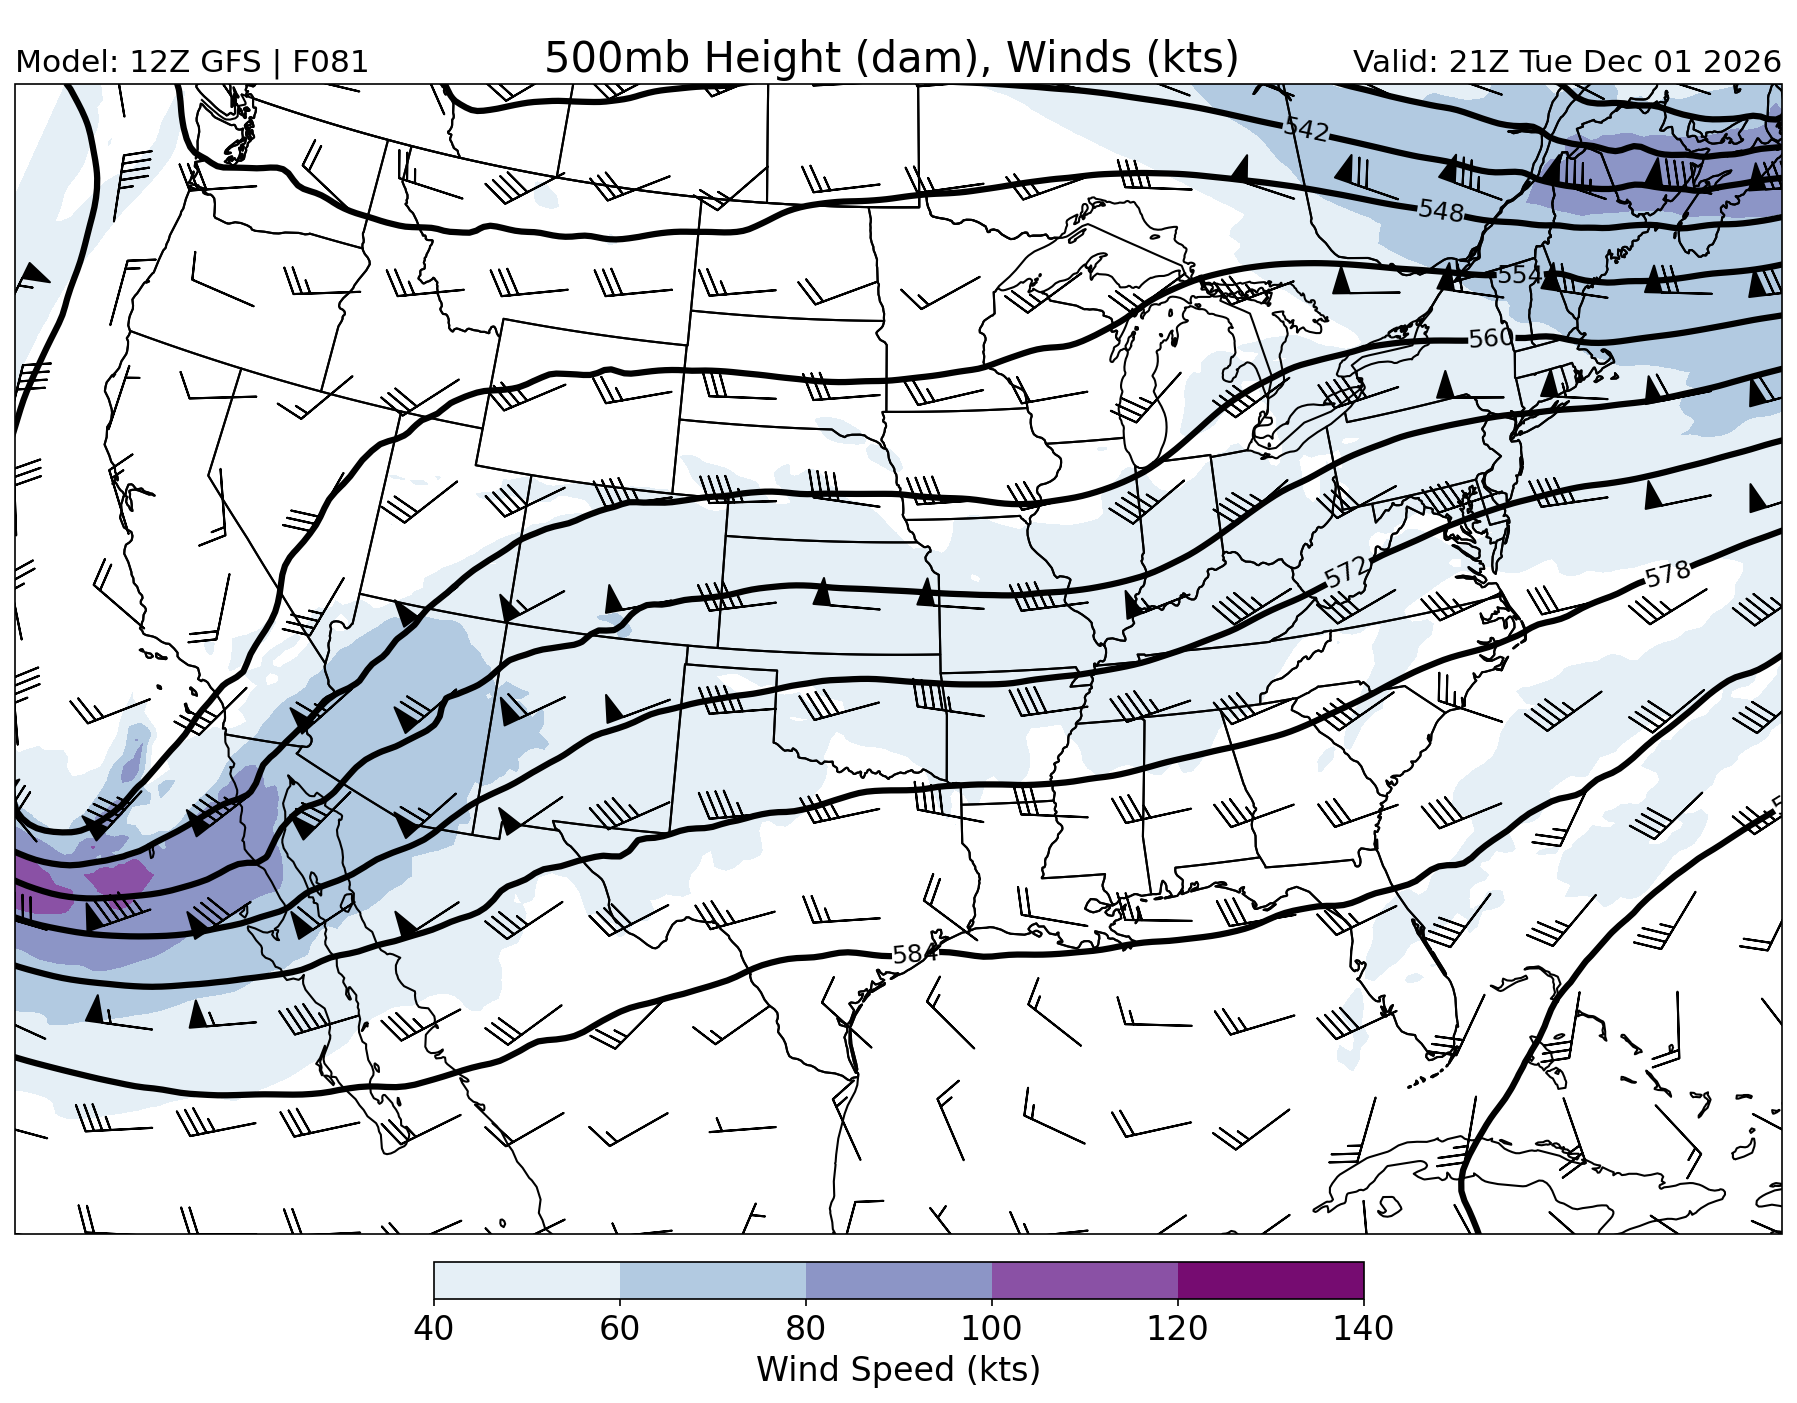 Model: 12Z GFS | F081
500mb Height (dam), Winds (kts)
Valid: 21Z Tue Dec 01 2026
542
548
554
560
572
578
584
40 60 80 100 120 140
Wind Speed (kts)